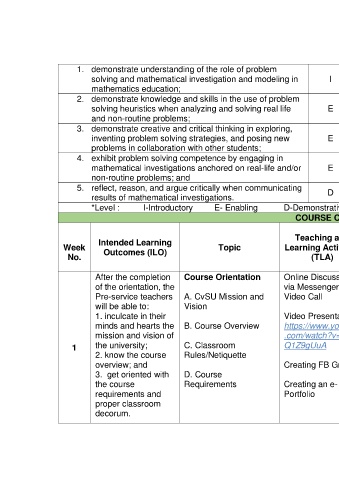 1. demonstrate understanding of the role of problem
solving and mathematical investigation and modeling in
mathematics education;
I
2. demonstrate knowledge and skills in the use of problem
solving heuristics when analyzing and solving real life
and non-routine problems;
E
3. demonstrate creative and critical thinking in exploring,
inventing problem solving strategies, and posing new
problems in collaboration with other students;
E
4. exhibit problem solving competence by engaging in
mathematical investigations anchored on real-life and/or
non-routine problems; and
E
5. reflect, reason, and argue critically when communicating
results of mathematical investigations.
D
*Level : I-Introductory E- Enabling D-Demonstrati
COURSE C
Week
No.
Intended Learning
Outcomes (ILO)
Topic
Teaching a
Learning Acti
(TLA)
1
After the completion
of the orientation, the
Pre-service teachers
will be able to:
1. inculcate in their
minds and hearts the
mission and vision of
the university;
2. know the course
overview; and
3. get oriented with
the course
requirements and
proper classroom
decorum.
Course Orientation
A. CvSU Mission and
Vision
B. Course Overview
C. Classroom
Rules/Netiquette
D. Course
Requirements
Online Discuss
via Messenger
Video Call
Video Presenta
https://www.yo
.com/watch?v=
Q1Z9gUuA
Creating FB Gr
Creating an e-
Portfolio